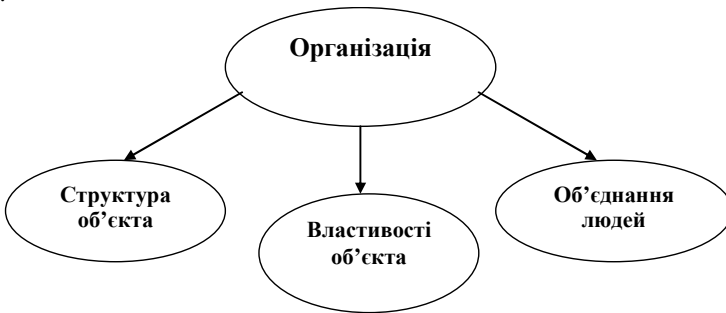 Організація
Структура
об’єкта
Властивості
об’єкта
Об’єднання
людей